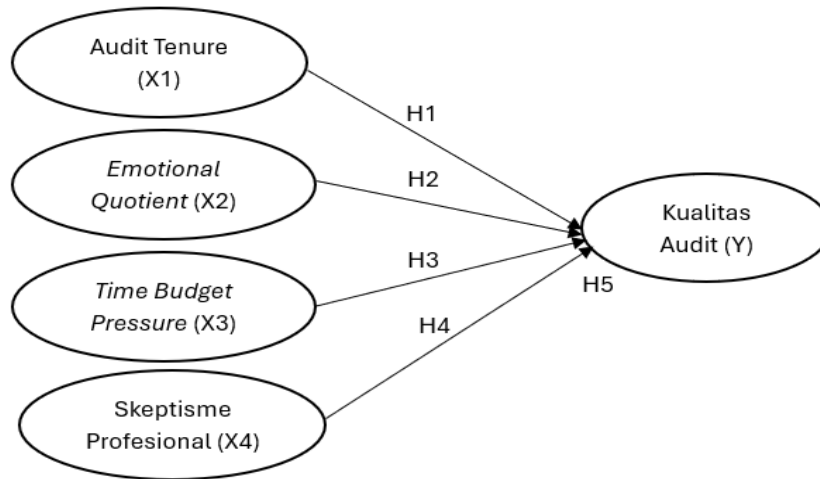 Audit Tenure
(X1)
H1
Emotional
Quotient (X2)
H2
Kualitas
Audit (Y)
Time Budget
Pressure (X3)
H3
H5
H4
Skeptisme
Profesional (X4)